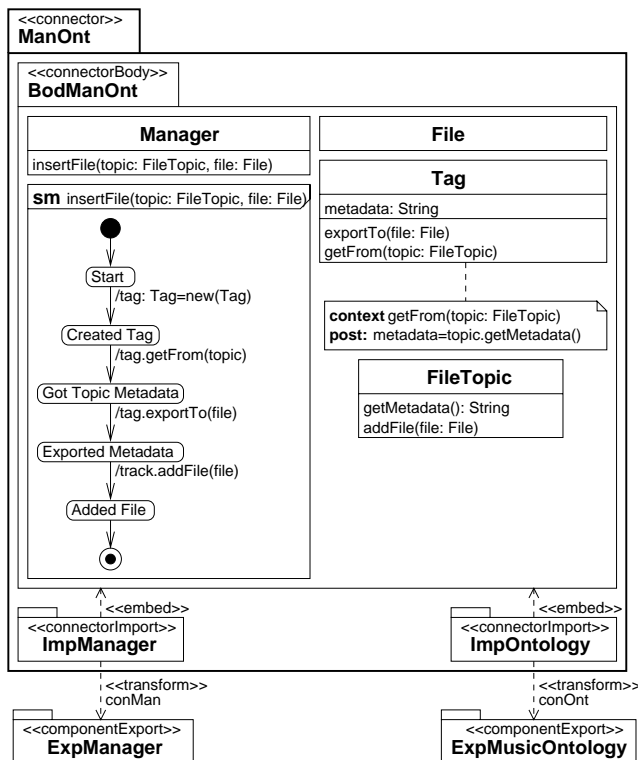 <<connector>>
ManOnt
<<connectorBody>>
BodManOnt
Manager
insertFile(topic: FileTopic, file: File)
sm insertFile(topic: FileTopic, file: File)
Start
/tag: Tag=new(Tag)
Created Tag
/tag.getFrom(topic)
Got Topic Metadata
/tag.exportTo(file)
Exported Metadata
/track.addFile(file)
Added File
File
Tag
metadata: String
exportTo(file: File)
getFrom(topic: FileTopic)
context getFrom(topic: FileTopic)
post: metadata=topic.getMetadata()
FileTopic
getMetadata(): String
addFile(file: File)
<<embed>>
<<connectorImport>>
ImpManager
<<embed>>
<<connectorImport>>
ImpOntology
<<transform>>
conMan
<<transform>>
conOnt
<<componentExport>>
ExpManager
<<componentExport>>
ExpMusicOntology